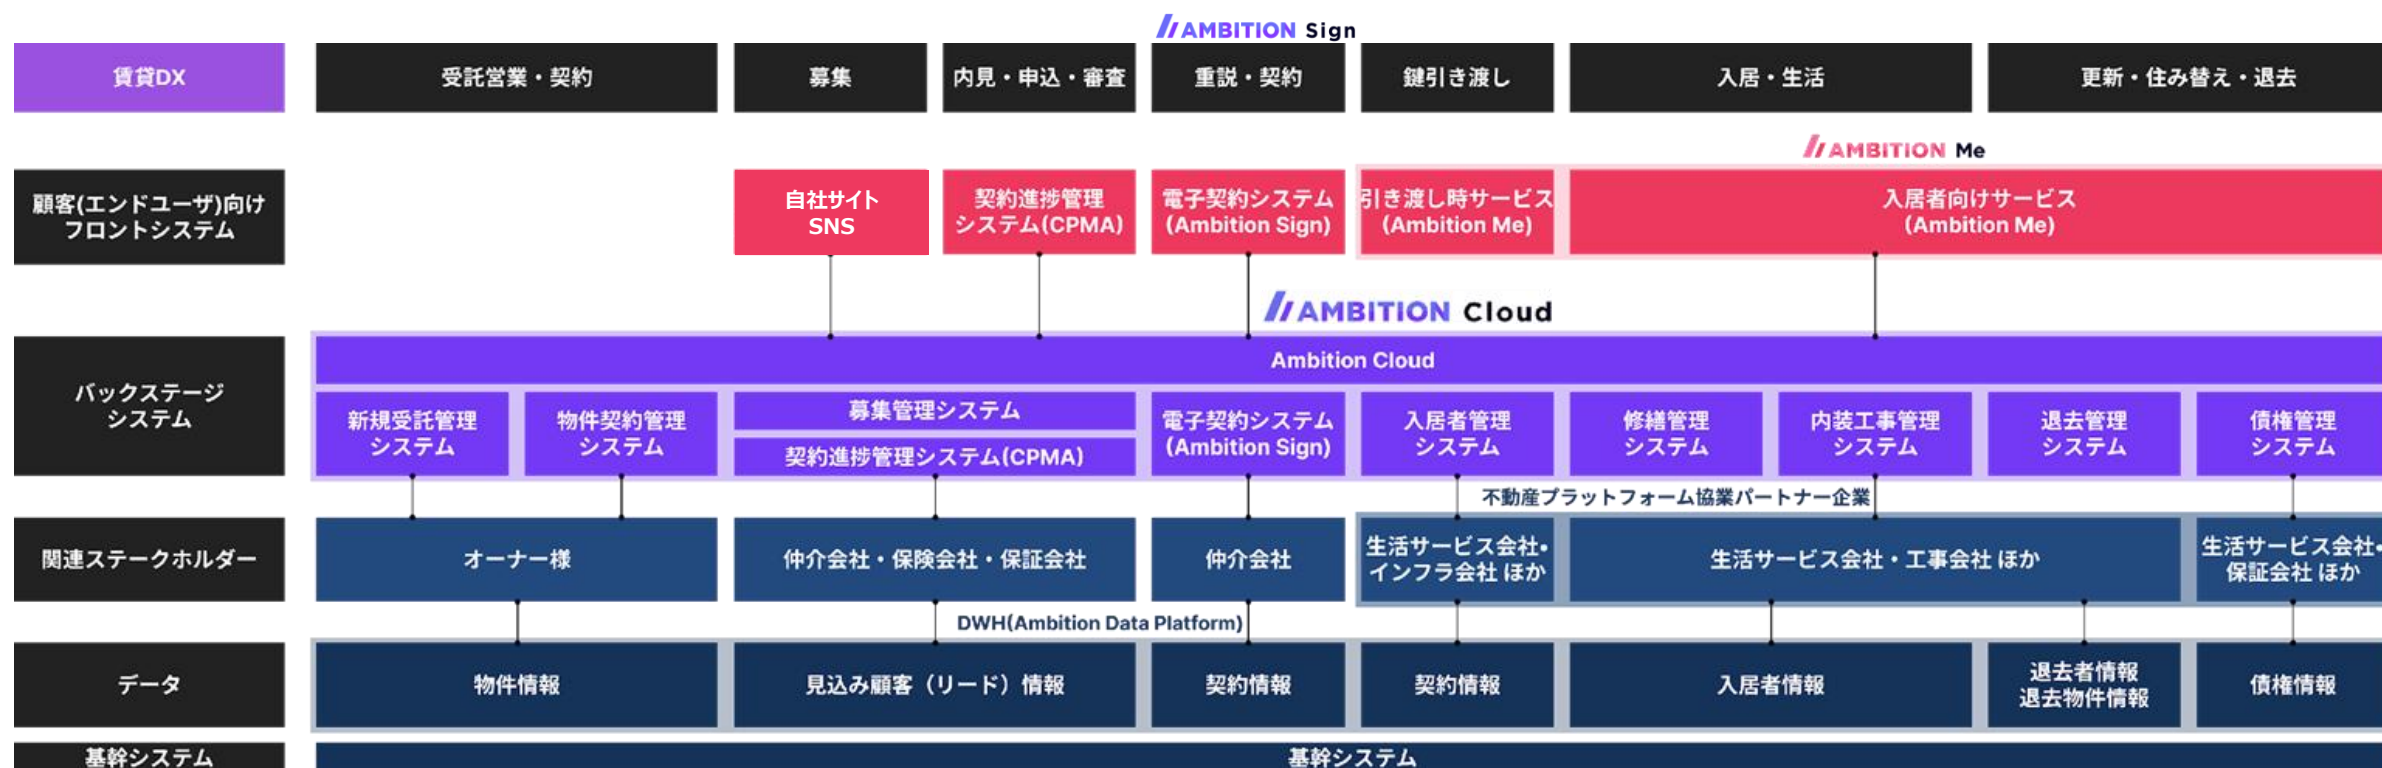 AMBITION Sign
賃貸DX
受託営業・契約
募集
内見・申込・審査
重説・契約
鍵引き渡し
入居・生活
更新・住み替え・退去
AMBITION Me
顧客(エンドユーザ)向け
フロントシステム
自社サイト
SNS
契約進捗管理
システム(CPMA)
電子契約システム
(Ambition Sign)
引き渡し時サービス
(Ambition Me)
入居者向けサービス
(Ambition Me)
AMBITION Cloud
バックステージ
システム
Ambition Cloud
新規受託管理
システム
物件契約管理
システム
募集管理システム
契約進捗管理システム(CPMA)
電子契約システム
(Ambition Sign)
入居者管理
システム
修繕管理
システム
内装工事管理
システム
退去管理
システム
債権管理
システム
不動産プラットフォーム協業パートナー企業
関連ステークホルダー
オーナー様
仲介会社・保険会社・保証会社
仲介会社
生活サービス会社・
インフラ会社 ほか
生活サービス会社・工事会社 ほか
生活サービス会社・
保証会社 ほか
DWH(Ambition Data Platform)
データ
物件情報
見込み顧客（リード）情報
契約情報
契約情報
入居者情報
退去者情報
退去物件情報
債権情報
基幹システム
基幹システム